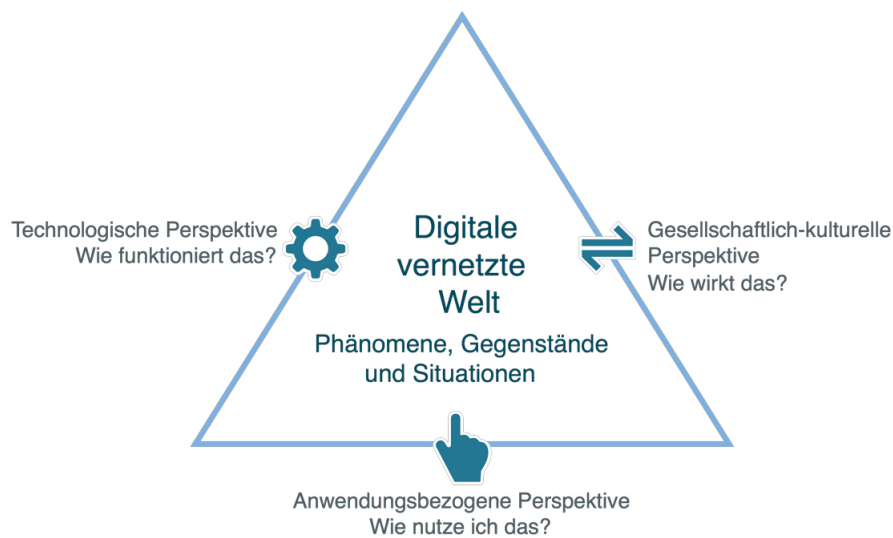 Technologische Perspektive
Wie funktioniert das?
Digitale
vernetzte
Welt
Phänomene, Gegenstände
und Situationen
Gesellschaftlich-kulturelle
Perspektive
Wie wirkt das?
Anwendungsbezogene Perspektive
Wie nutze ich das?